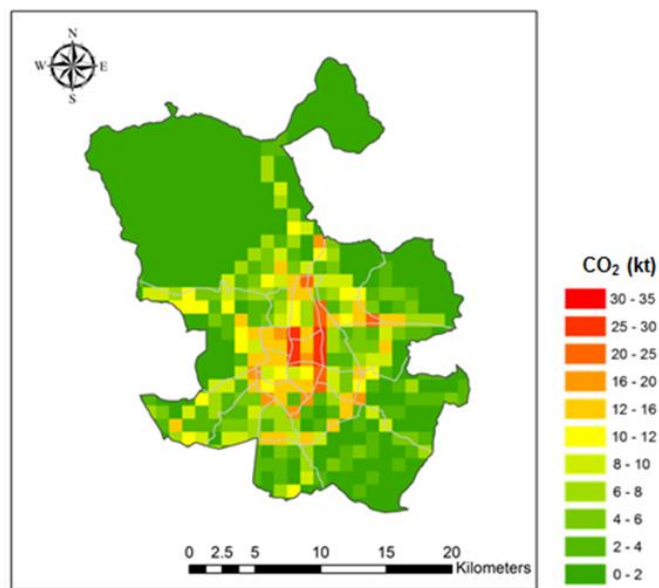 N
W E
S
CO₂ (kt)
30 - 35
25 - 30
20 - 25
16 - 20
12 - 16
10 - 12
8 - 10
6 - 8
4 - 6
2 - 4
0 - 2
0 2.5 5 10 15 20
Kilometers